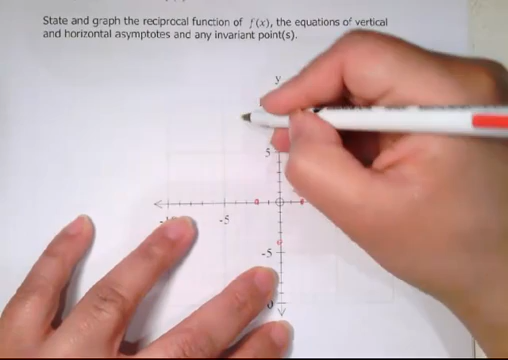 State and graph the reciprocal function of f(x), the equations of vertical
and horizontal asymptotes and any invariant point(s).
y
5
-5
-5